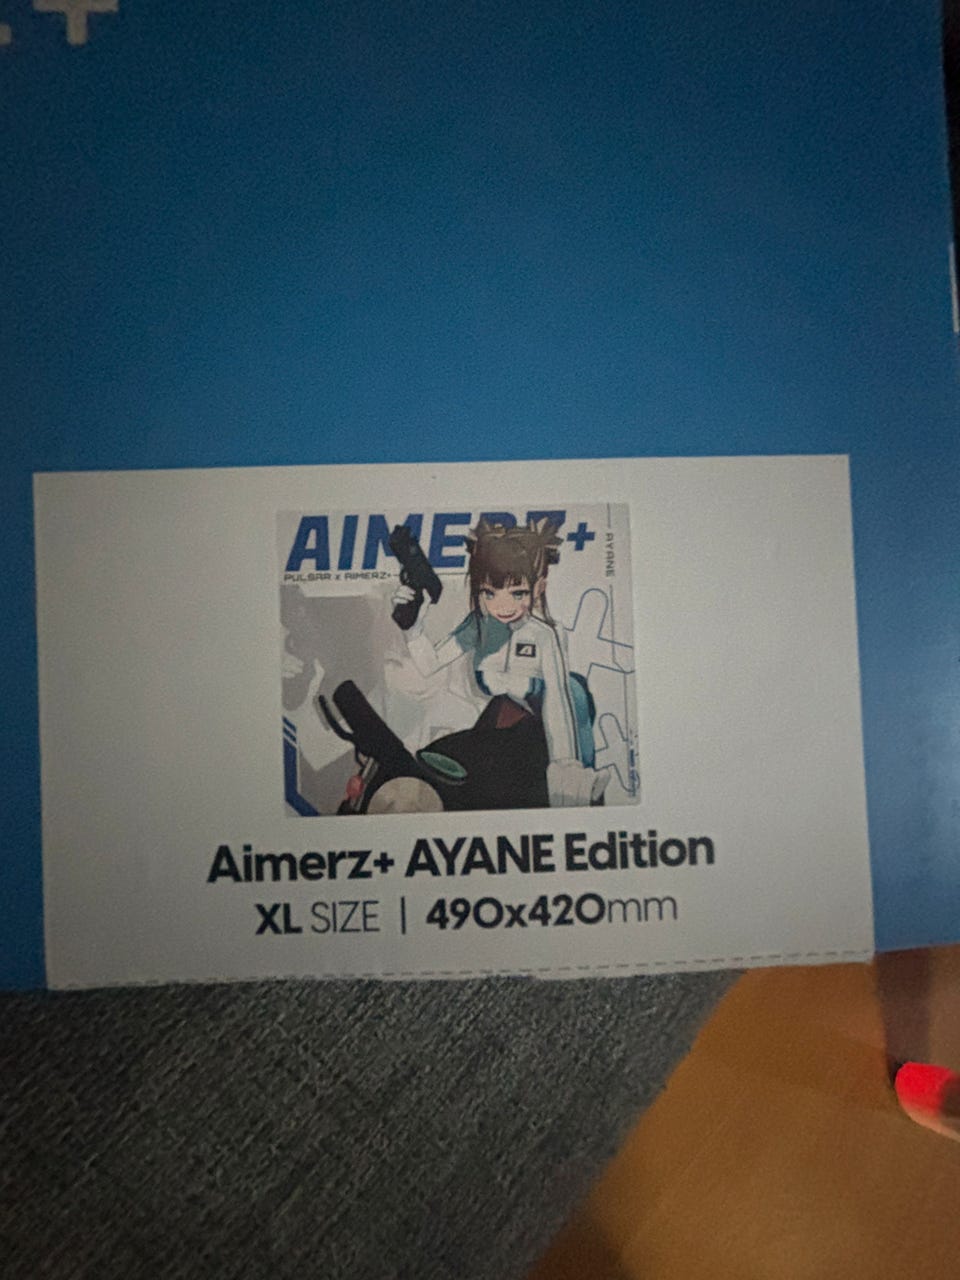 AIMERZ+
PULSAR x AIMERZ+
AYANE
Aimerz+ AYANE Edition
XL SIZE | 490x420mm